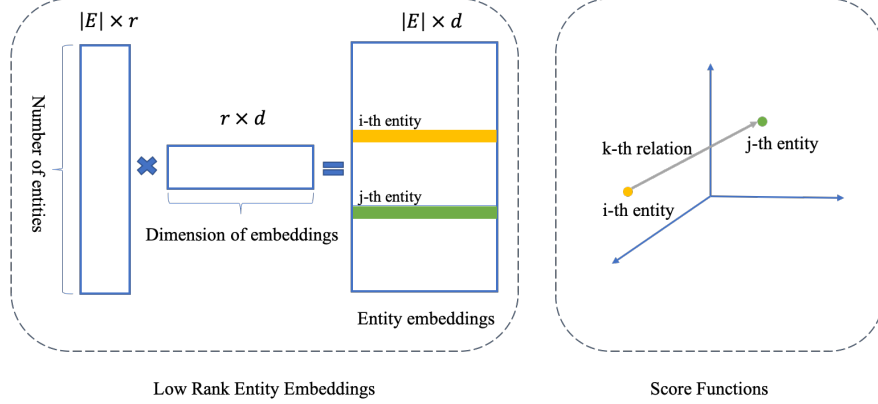 |E| × r
Number of entities
r × d
Dimension of embeddings
|E| × d
i-th entity
j-th entity
Entity embeddings
Low Rank Entity Embeddings
k-th relation
j-th entity
i-th entity
Score Functions